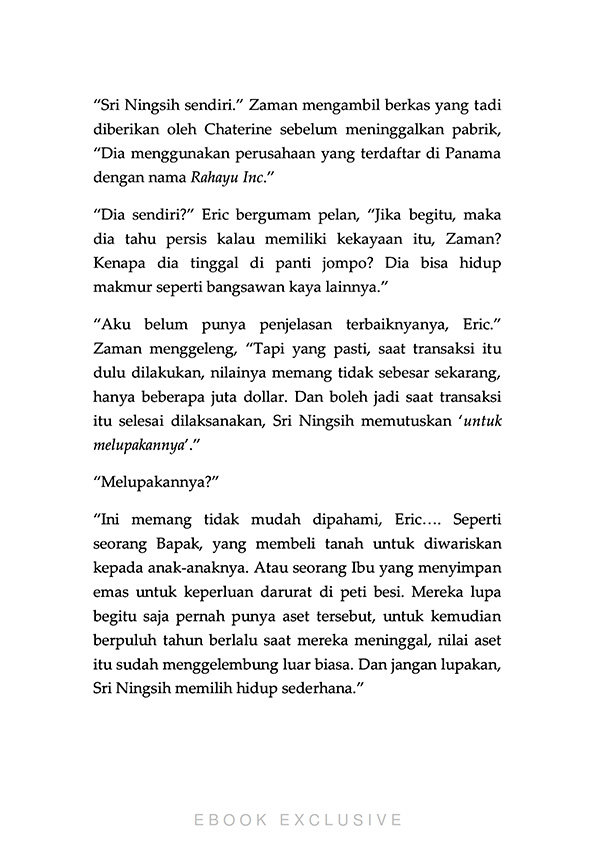 “Sri Ningsih sendiri.” Zaman mengambil berkas yang tadi
diberikan oleh Chaterine sebelum meninggalkan pabrik,
“Dia menggunakan perusahaan yang terdaftar di Panama
dengan nama Rahayu Inc.”
“Dia sendiri?” Eric bergumam pelan, “Jika begitu, maka
dia tahu persis kalau memiliki kekayaan itu, Zaman?
Kenapa dia tinggal di panti jompo? Dia bisa hidup
makmur seperti bangsawan kaya lainnya.”
“Aku belum punya penjelasan terbaiknyanya, Eric.”
Zaman menggeleng, “Tapi yang pasti, saat transaksi itu
dulu dilakukan, nilainya memang tidak sebesar sekarang,
hanya beberapa juta dollar. Dan boleh jadi saat transaksi
itu selesai dilaksanakan, Sri Ningsih memutuskan ‘untuk
melupakannya’.”
“Melupakannya?”
“Ini memang tidak mudah dipahami, Eric…. Seperti
seorang Bapak, yang membeli tanah untuk diwariskan
kepada anak-anaknya. Atau seorang Ibu yang menyimpan
emas untuk keperluan darurat di peti besi. Mereka lupa
begitu saja pernah punya aset tersebut, untuk kemudian
berpuluh tahun berlalu saat mereka meninggal, nilai aset
itu sudah menggelembung luar biasa. Dan jangan lupakan,
Sri Ningsih memilih hidup sederhana.”
EBOOK EXCLUSIVE